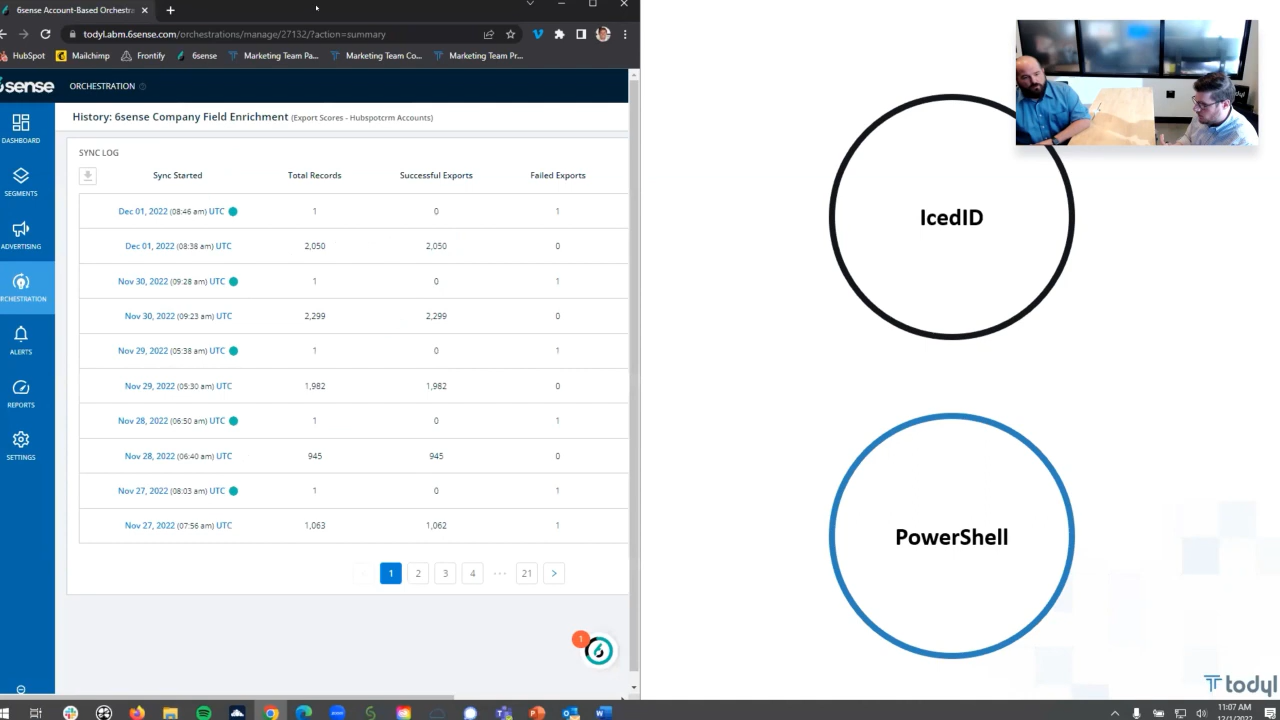 6sense Account-Based Orchestra
todyl.abm.6sense.com/orchestrations/manage/27132/?action=summary
HubSpot Mailchimp Frontify 6sense Marketing Team Pa... Marketing Team Co... Marketing Team Pr...
6sense ORCHESTRATION
DASHBOARD
SEGMENTS
ADVERTISING
RCHESTRATION
ALERTS
REPORTS
SETTINGS
History: 6sense Company Field Enrichment (Export Scores - Hubspotcrm Accounts)
SYNC LOG
Sync Started Total Records Successful Exports Failed Exports
Dec 01, 2022 (08:46 am) UTC 1 0 1
Dec 01, 2022 (08:38 am) UTC 2,050 2,050 0
Nov 30, 2022 (09:28 am) UTC 1 0 1
Nov 30, 2022 (09:23 am) UTC 2,299 2,299 0
Nov 29, 2022 (05:38 am) UTC 1 0 1
Nov 29, 2022 (05:30 am) UTC 1,982 1,982 0
Nov 28, 2022 (06:50 am) UTC 1 0 1
Nov 28, 2022 (06:40 am) UTC 945 945 0
Nov 27, 2022 (08:03 am) UTC 1 0 1
Nov 27, 2022 (07:56 am) UTC 1,063 1,062 1
1 2 3 4 ... 21 >
1
IcedID
PowerShell
todyl
11:07 AM
12/1/2022